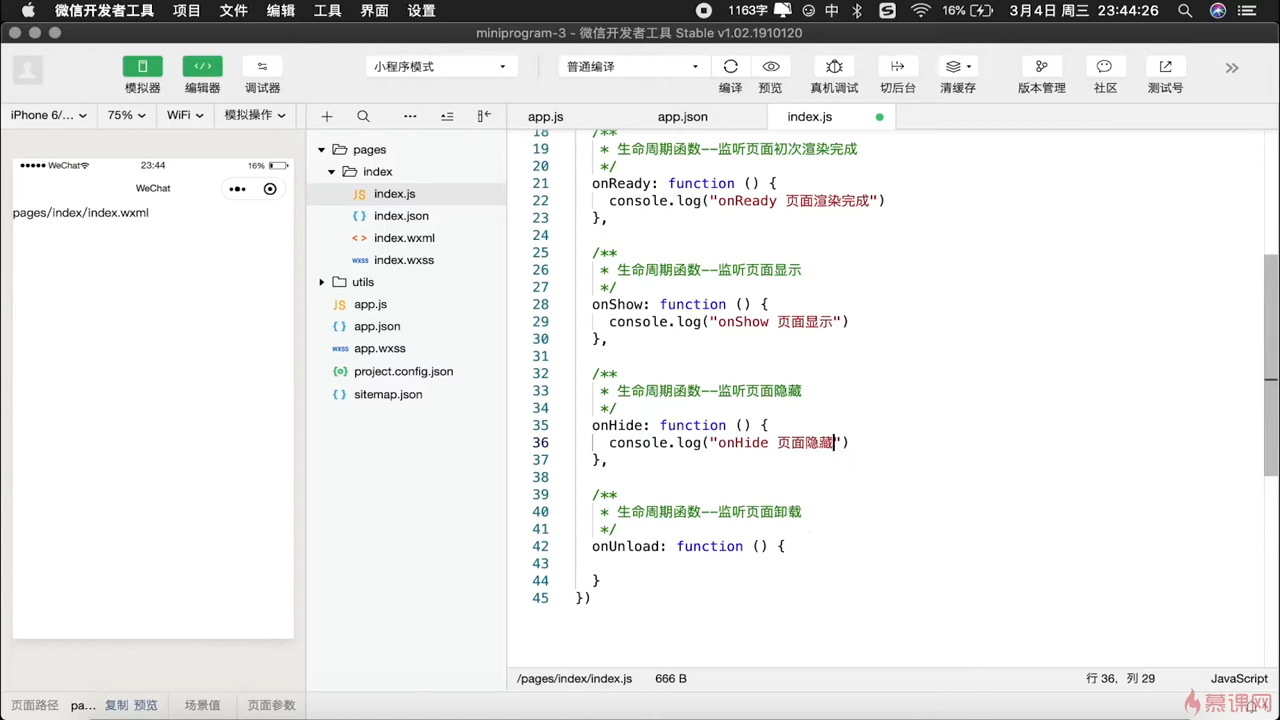 微信开发者工具 项目 文件 编辑 工具 界面 设置 1163字 中 16% 3月4日 周三 23:44:26
miniprogram-3 - 微信开发者工具 Stable v1.02.1910120
小程序模式 普通编译
模拟器 编辑器 调试器 编译 预览 真机调试 切后台 清缓存 版本管理 社区 测试号
iPhone 6/... 75% WiFi 模拟操作
app.js app.json index.js
WeChat 23:44 16%
WeChat
pages/index/index.wxml
pages
index
JS index.js
{ } index.json
< > index.wxml
wxss index.wxss
utils
JS app.js
{ } app.json
wxss app.wxss
{o} project.config.json
{ } sitemap.json
18 /**
19 * 生命周期函数--监听页面初次渲染完成
20 */
21 onReady: function () {
22 console.log("onReady 页面渲染完成")
23 },
24
25 /**
26 * 生命周期函数--监听页面显示
27 */
28 onShow: function () {
29 console.log("onShow 页面显示")
30 },
31
32 /**
33 * 生命周期函数--监听页面隐藏
34 */
35 onHide: function () {
36 console.log("onHide 页面隐藏")
37 },
38
39 /**
40 * 生命周期函数--监听页面卸载
41 */
42 onUnload: function () {
43
44 }
45 })
/pages/index/index.js 666 B 行 36，列 29 JavaScript
页面路径 pa... 复制 预览 场景值 页面参数
慕课网